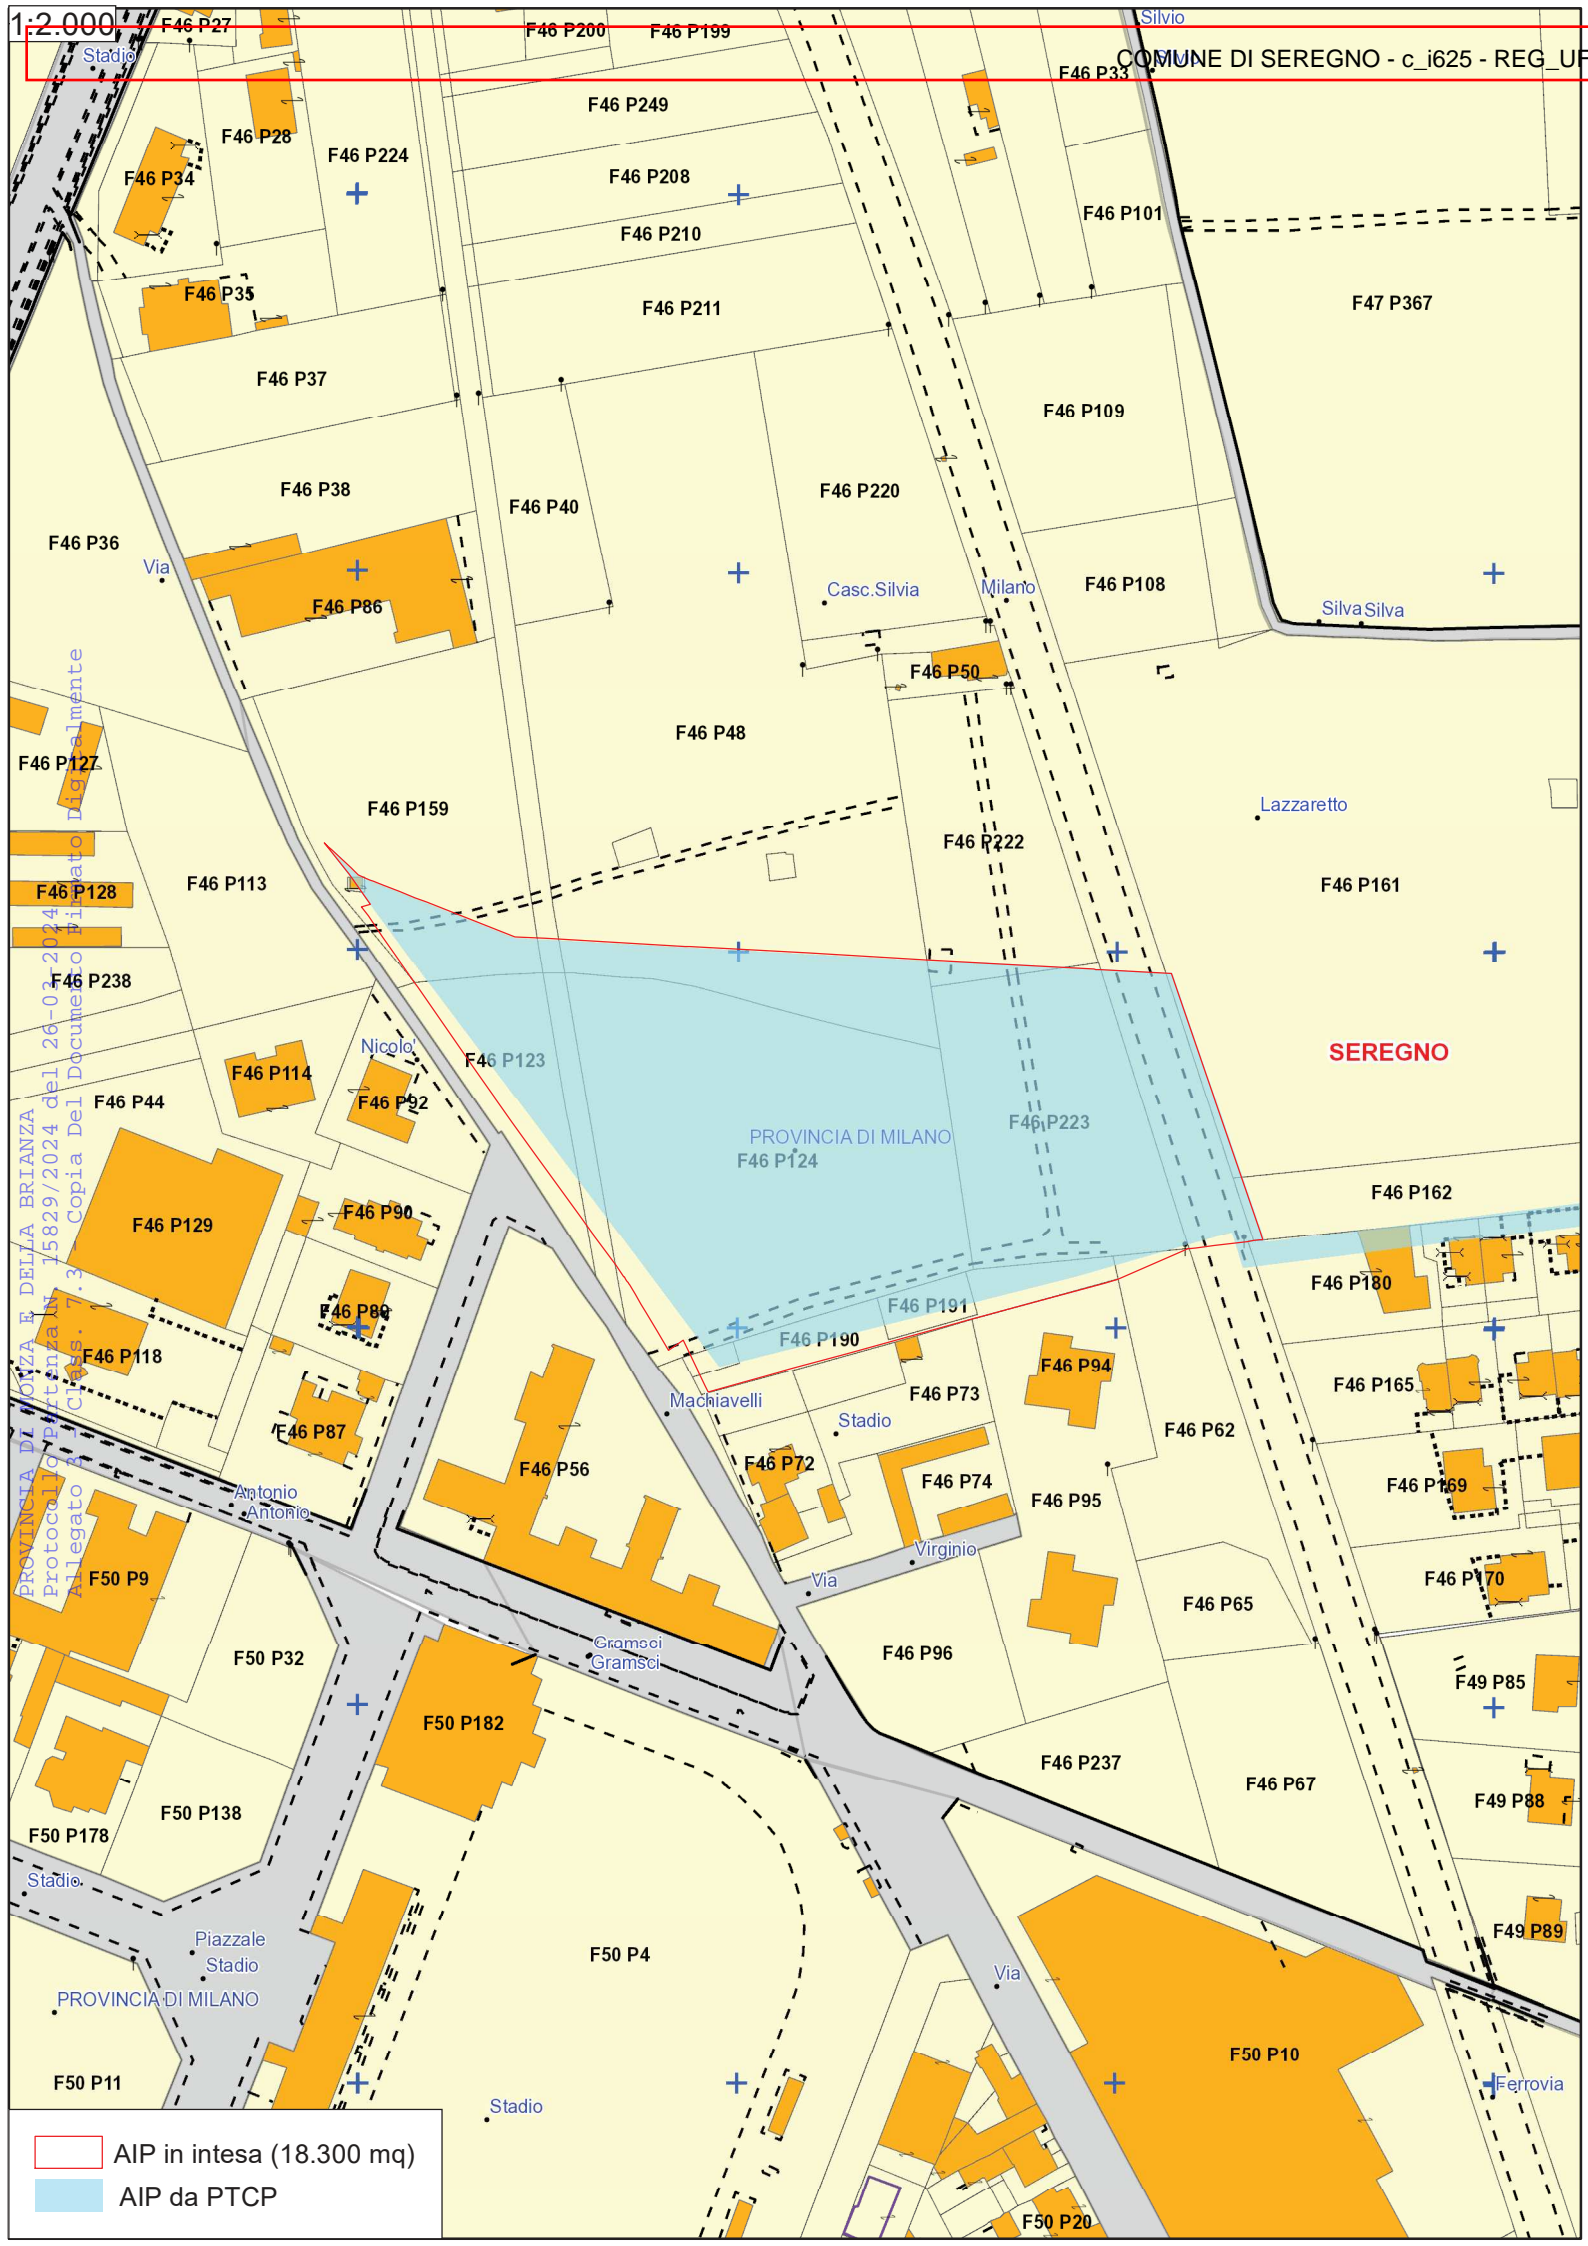 1:2.000
COMUNE DI SEREGNO - c_i625 - REG_UF
F46 P27
F46 P200
F46 P199
Silvio
Stadio
F46 P33
F46 P249
F46 P28
F46 P224
F46 P34
F46 P208
F46 P101
F46 P210
F46 P35
F46 P211
F47 P367
F46 P37
F46 P109
F46 P38
F46 P220
F46 P40
F46 P36
Via
Casc.Silvia
Milano
F46 P108
F46 P86
Silva
Silva
F46 P50
F46 P48
F46 P127
F46 P159
Lazzaretto
F46 P222
F46 P113
F46 P161
F46 P128
F46 P238
Nicolo'
F46 P123
SEREGNO
F46 P114
F46 P44
F46 P92
F46 P223
PROVINCIA DI MILANO
F46 P124
F46 P162
F46 P129
F46 P90
F46 P180
F46 P89
F46 P191
F46 P190
F46 P118
F46 P94
F46 P165
Machiavelli
F46 P73
Stadio
F46 P87
F46 P62
F46 P56
F46 P72
F46 P74
F46 P169
Antonio
Antonio
F46 P95
Virginio
F50 P9
Via
F46 P170
F46 P65
Gramsci
Gramsci
F50 P32
F46 P96
F49 P85
F50 P182
F46 P237
F46 P67
F49 P88
F50 P138
F50 P178
Stadio
F49 P89
Piazzale
Stadio
F50 P4
Via
PROVINCIA DI MILANO
F50 P10
F50 P11
Ferrovia
Stadio
F50 P20
AIP in intesa (18.300 mq)
AIP da PTCP
PROVINCIA DI MONZA E DELLA BRIANZA
Protocollo Partenza N. 15829/2024 del 26-03-2024
Allegato 3 - Class. 7.3 - Copia Del Documento Firmato Digitalmente